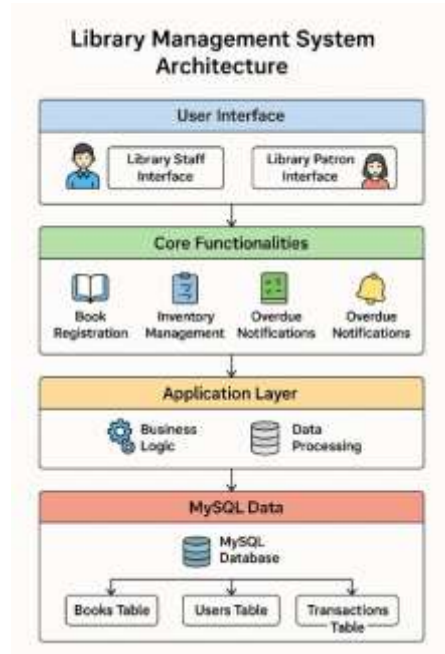 Library Management System
Architecture
User Interface
Library Staff
Interface
Library Patron
Interface
Core Functionalities
Book
Registration
Inventory
Management
Overdue
Notifications
Overdue
Notifications
Application Layer
Business
Logic
Data
Processing
MySQL Data
MySQL
Database
Books Table
Users Table
Transactions
Table